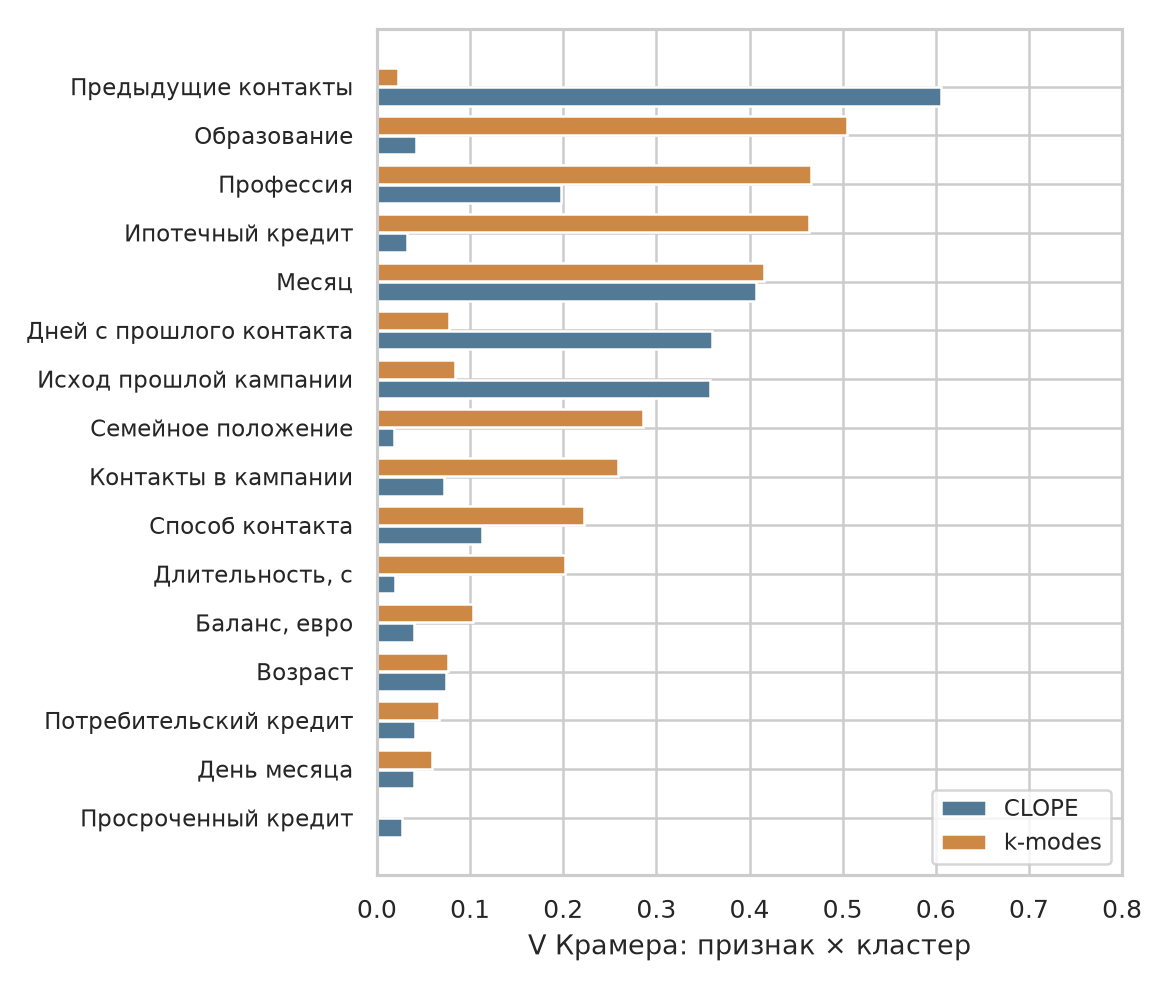 Предыдущие контакты
Образование
Профессия
Ипотечный кредит
Месяц
Дней с прошлого контакта
Исход прошлой кампании
Семейное положение
Контакты в кампании
Способ контакта
Длительность, с
Баланс, евро
Возраст
Потребительский кредит
День месяца
Просроченный кредит
CLOPE
k-modes
0.0 0.1 0.2 0.3 0.4 0.5 0.6 0.7 0.8
V Крамера: признак × кластер